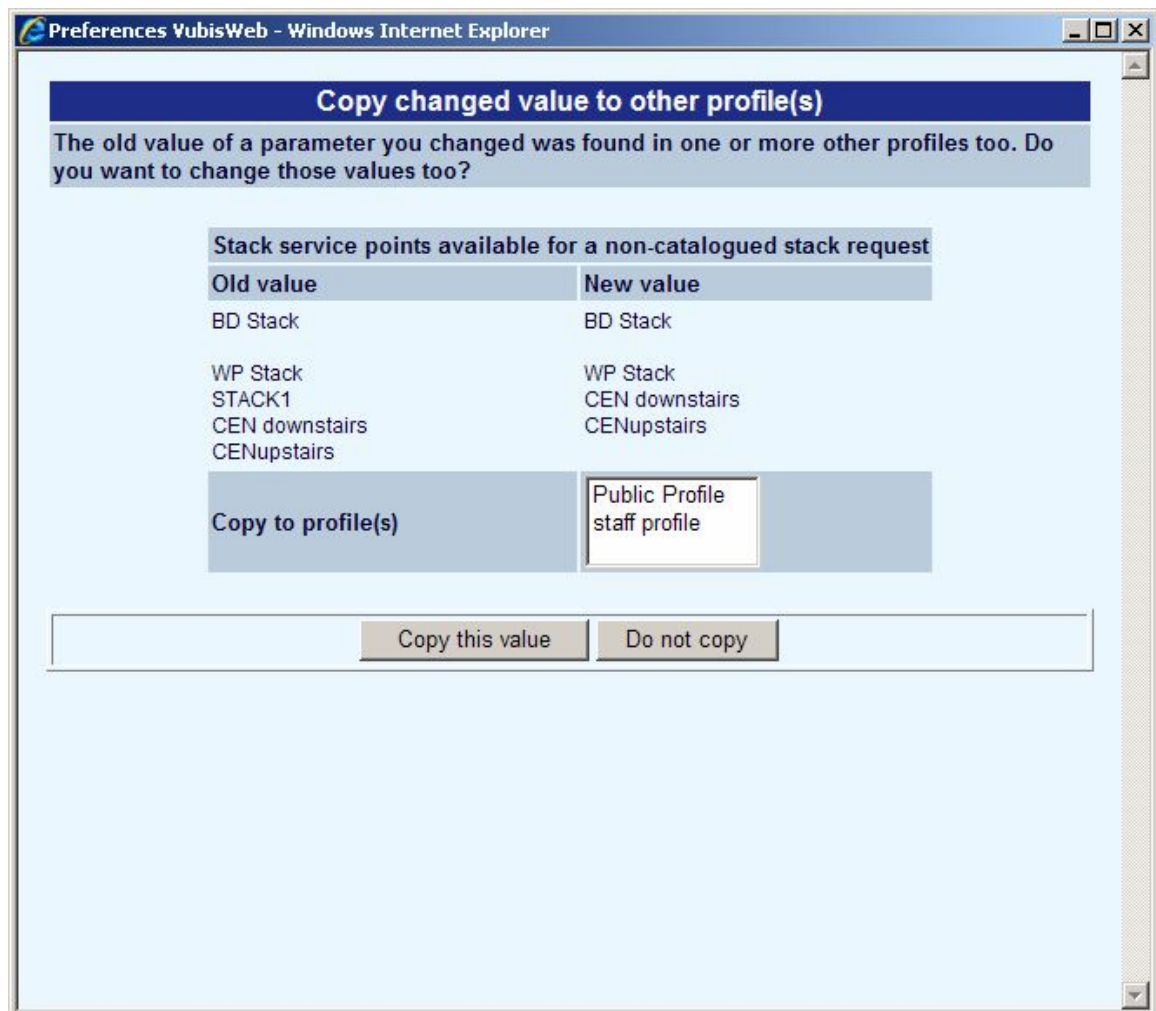 Preferences VubisWeb - Windows Internet Explorer
Copy changed value to other profile(s)
The old value of a parameter you changed was found in one or more other profiles too. Do
you want to change those values too?
Stack service points available for a non-catalogued stack request
Old value New value
BD Stack BD Stack
WP Stack WP Stack
STACK1 CEN downstairs
CEN downstairs CENupstairs
CENupstairs
Copy to profile(s)
Public Profile
staff profile
Copy this value Do not copy